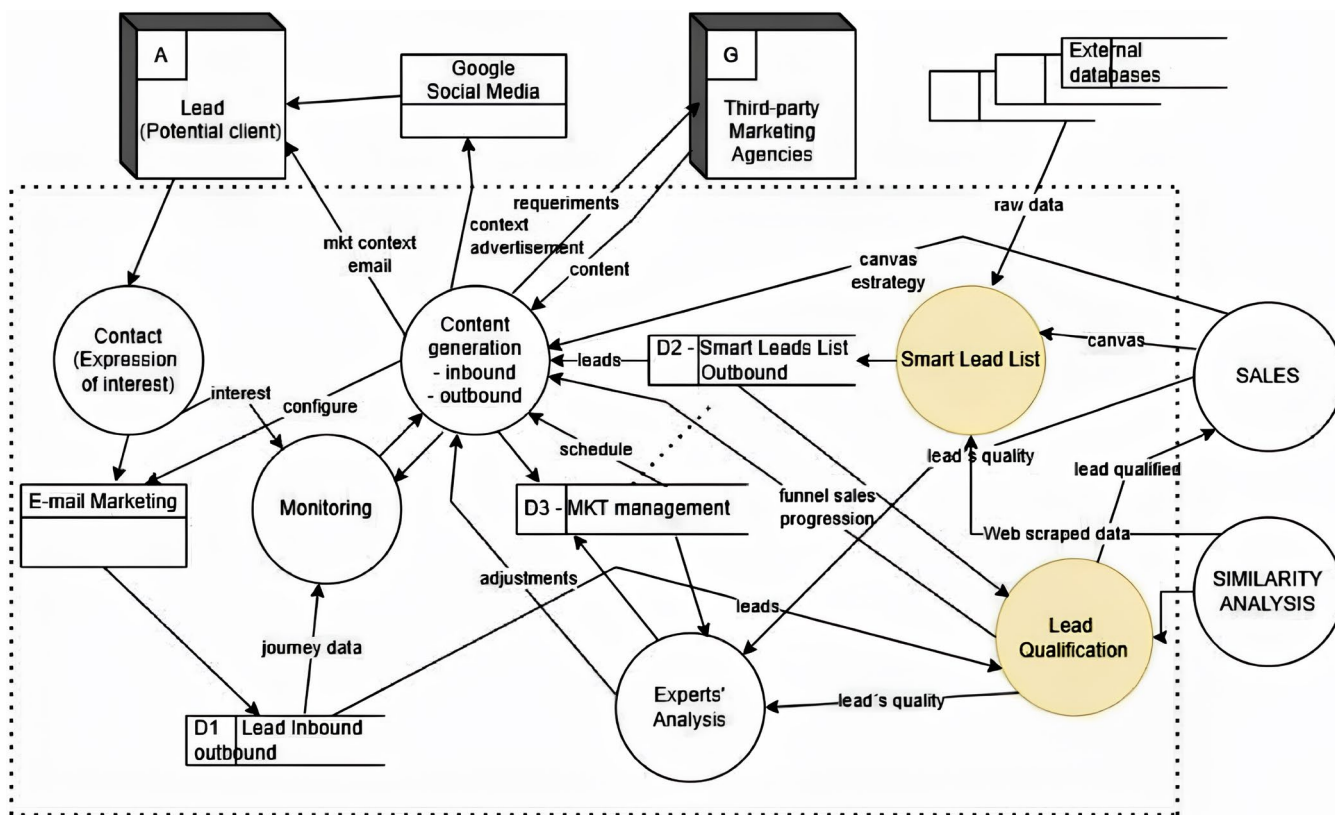 A
Lead
(Potential client)
Google
Social Media
G
Third-party
Marketing
Agencies
External
databases
requeriments
raw data
mkt context
email
context
advertisement
content
canvas
estrategy
Contact
(Expression
of interest)
Content
generation
- inbound
- outbound
leads
D2 - Smart Leads List
Outbound
Smart Lead List
canvas
SALES
interest
configure
schedule
lead´s quality
lead qualified
E-mail Marketing
Monitoring
D3 - MKT management
funnel sales
progression
Web scraped data
adjustments
leads
SIMILARITY
ANALYSIS
journey data
Lead
Qualification
Experts'
Analysis
lead´s quality
D1 Lead Inbound
outbound